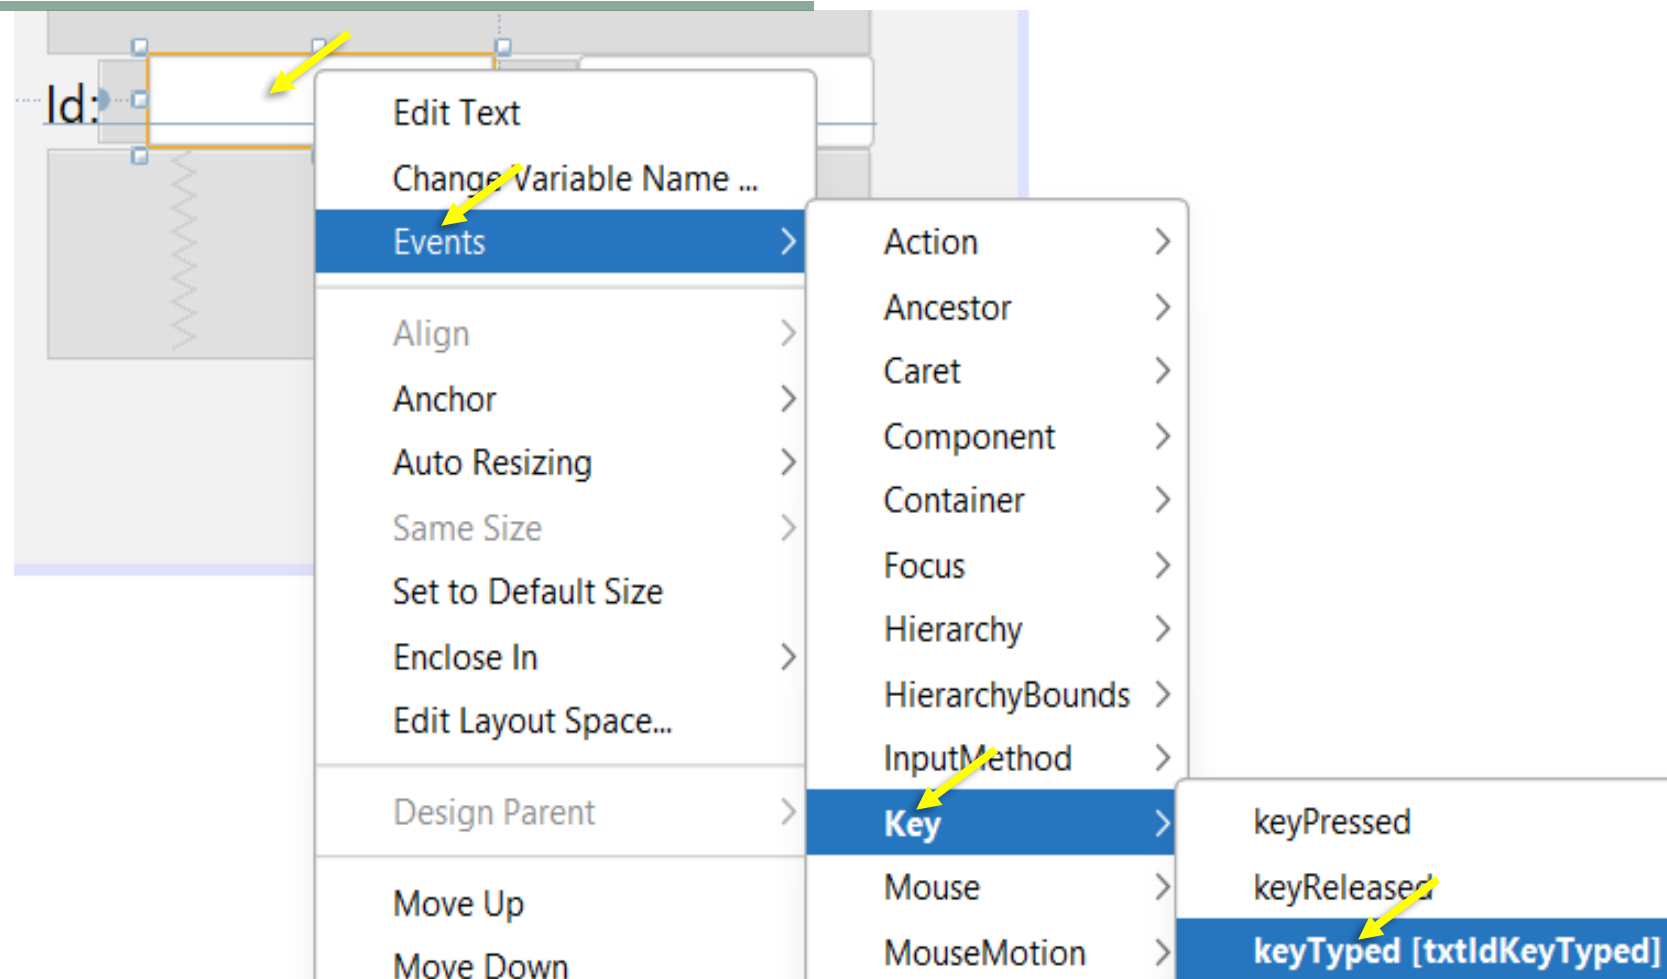 Id:
Edit Text
Change Variable Name ...
Events
Align
Anchor
Auto Resizing
Same Size
Set to Default Size
Enclose In
Edit Layout Space...
Design Parent
Move Up
Move Down
Action
Ancestor
Caret
Component
Container
Focus
Hierarchy
HierarchyBounds
InputMethod
Key
Mouse
MouseMotion
keyPressed
keyReleased
keyTyped [txtIdKeyTyped]